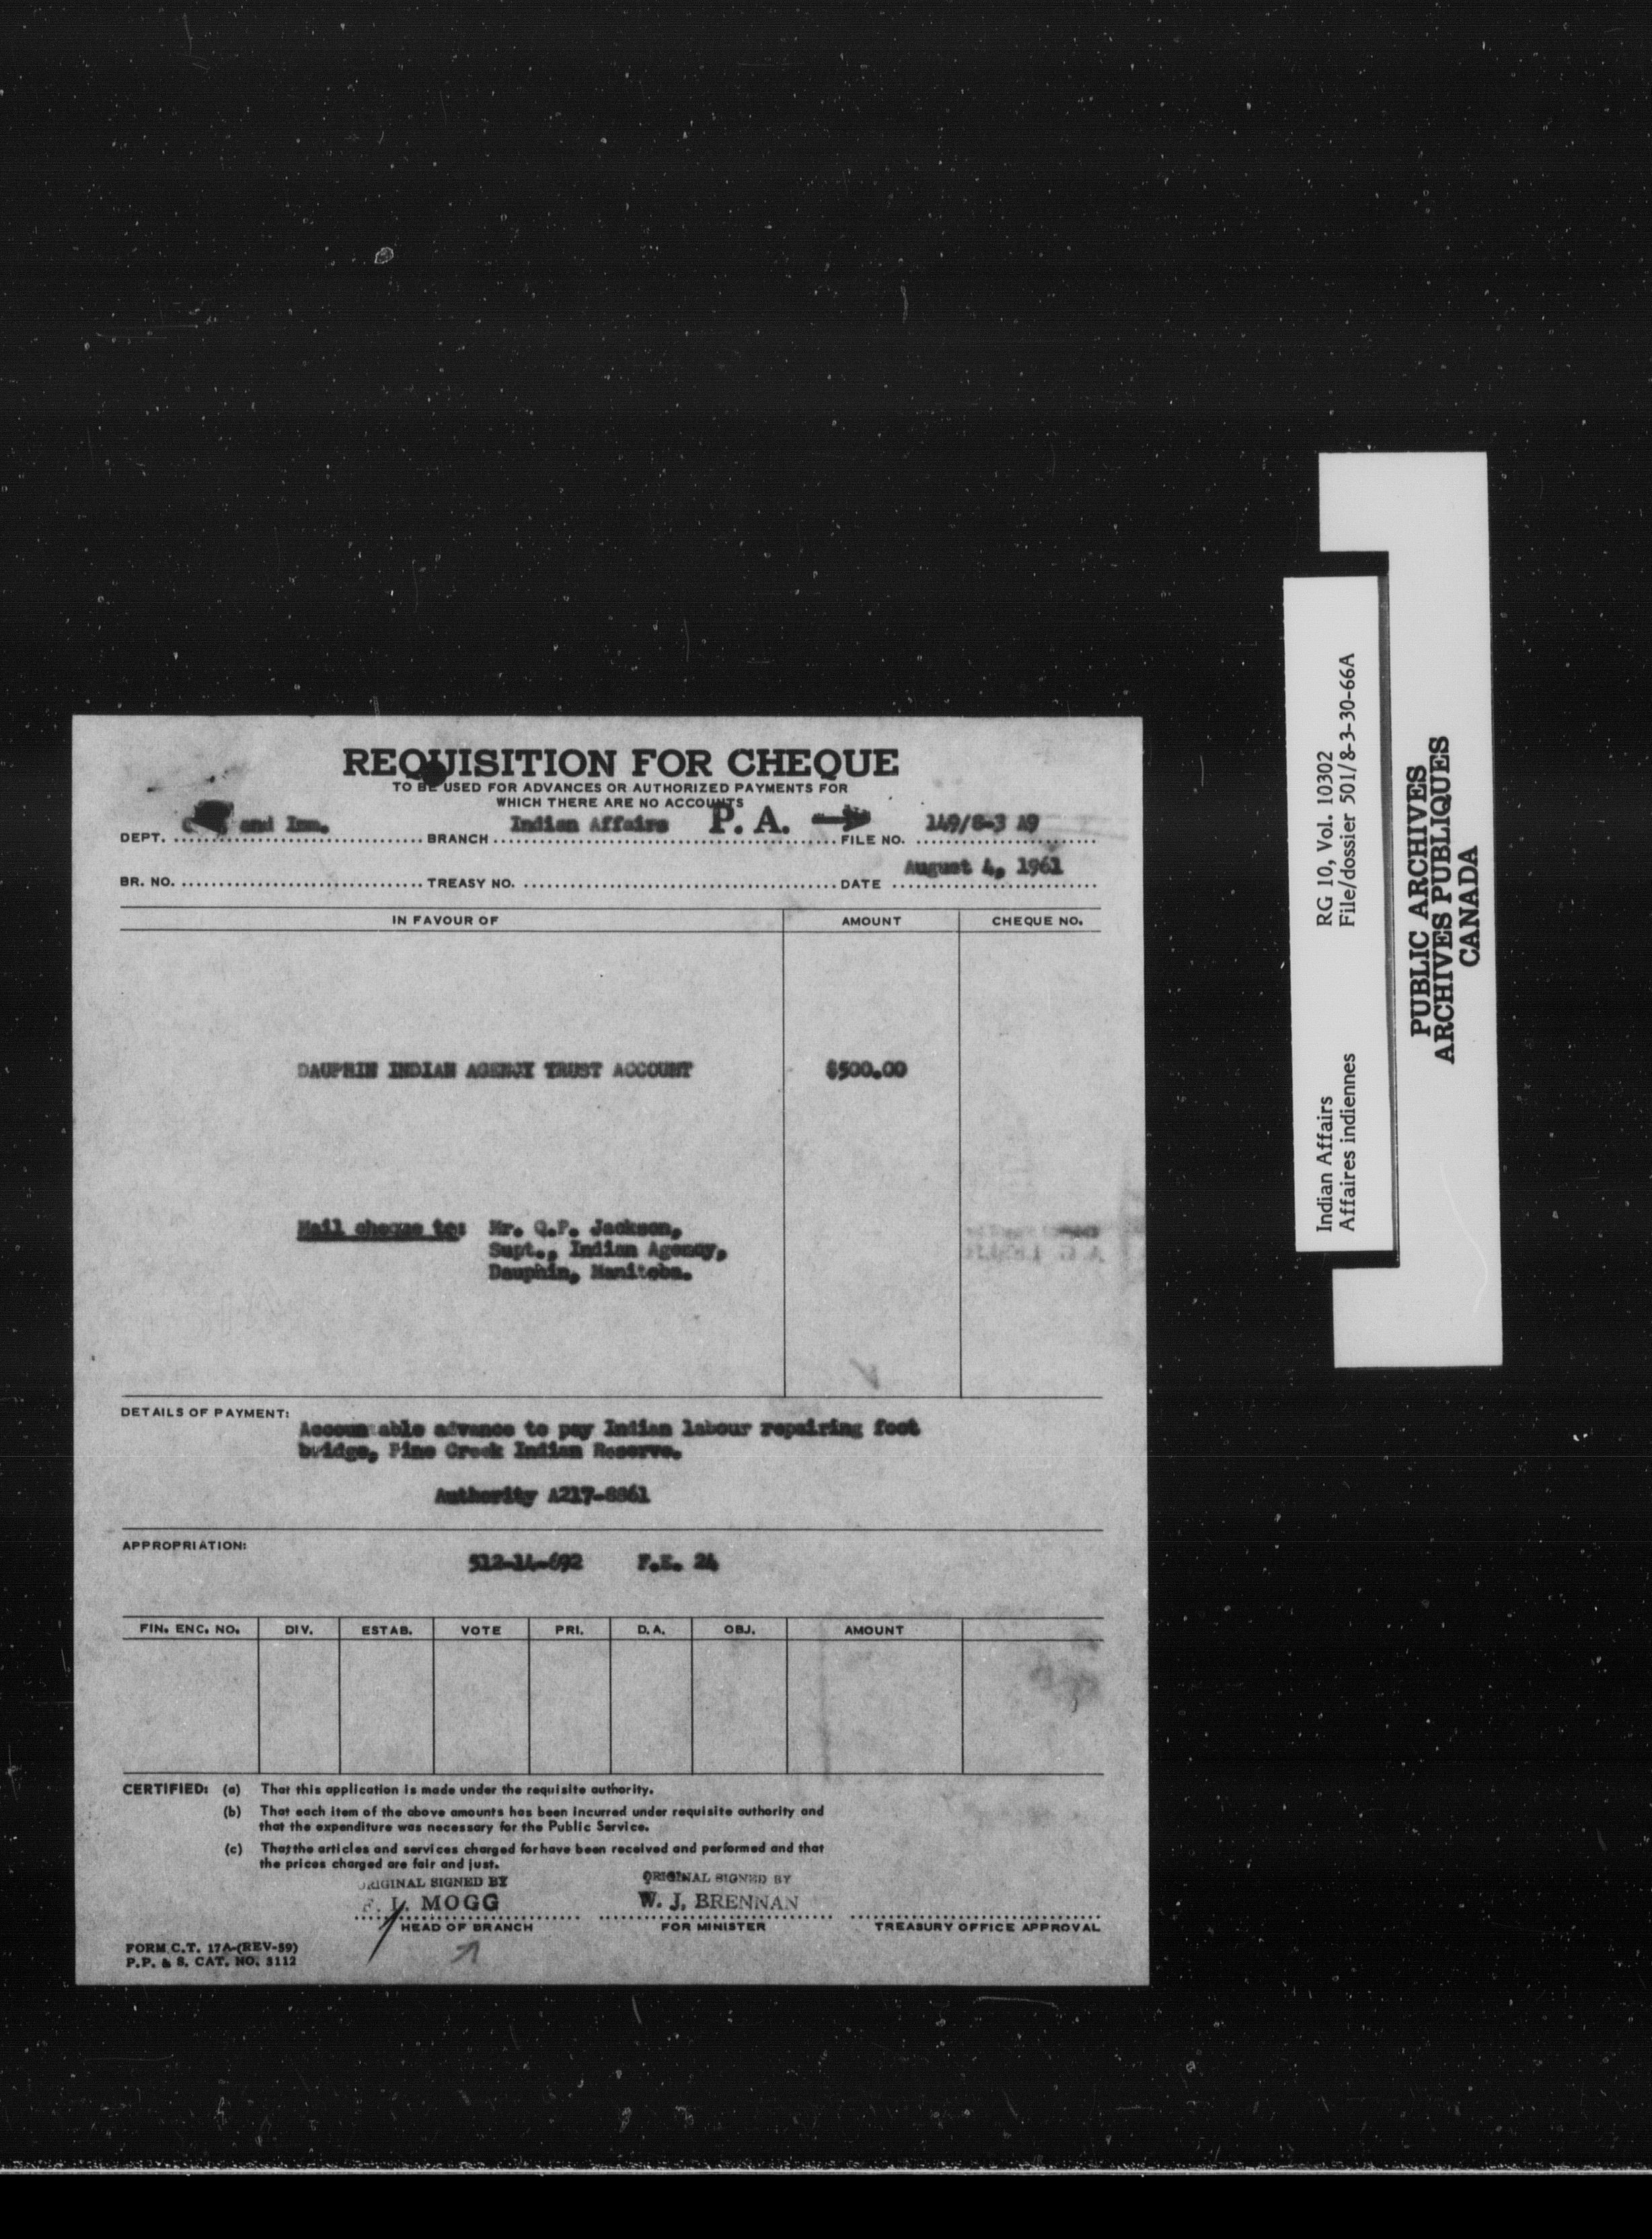 REQUISITION FOR CHEQUE
TO BE USED FOR ADVANCES OR AUTHORIZED PAYMENTS FOR
WHICH THERE ARE NO ACCOUNTS
DEPT. and Imm. BRANCH Indian Affairs P. A. FILE NO. 149/8-3 A9
BR. NO. TREASY NO. DATE August 4, 1961
IN FAVOUR OF AMOUNT CHEQUE NO.
DAUPHIN INDIAN AGENCY TRUST ACCOUNT $500.00
Mail cheque to: Mr. Q.P. Jackson,
Supt., Indian Agency,
Dauphin, Manitoba.
DETAILS OF PAYMENT:
Accountable advance to pay Indian labour repairing foot
bridge, Pine Creek Indian Reserve.
Authority A217-8861
APPROPRIATION:
512-14-692 F.E. 24
FIN. ENC. NO. DIV. ESTAB. VOTE PRI. D.A. OBJ. AMOUNT
CERTIFIED: (a) That this application is made under the requisite authority.
(b) That each item of the above amounts has been incurred under requisite authority and
that the expenditure was necessary for the Public Service.
(c) That the articles and services charged for have been received and performed and that
the prices charged are fair and just.
ORIGINAL SIGNED BY ORIGINAL SIGNED BY
MOGG W. J. BRENNAN
HEAD OF BRANCH FOR MINISTER TREASURY OFFICE APPROVAL
FORM C.T. 17A-(REV-59)
P.P. & S. CAT. NO. 3112
Indian Affairs RG 10, Vol. 10302
Affaires indiennes File/dossier 501/8-3-30-66A
PUBLIC ARCHIVES
ARCHIVES PUBLIQUES
CANADA